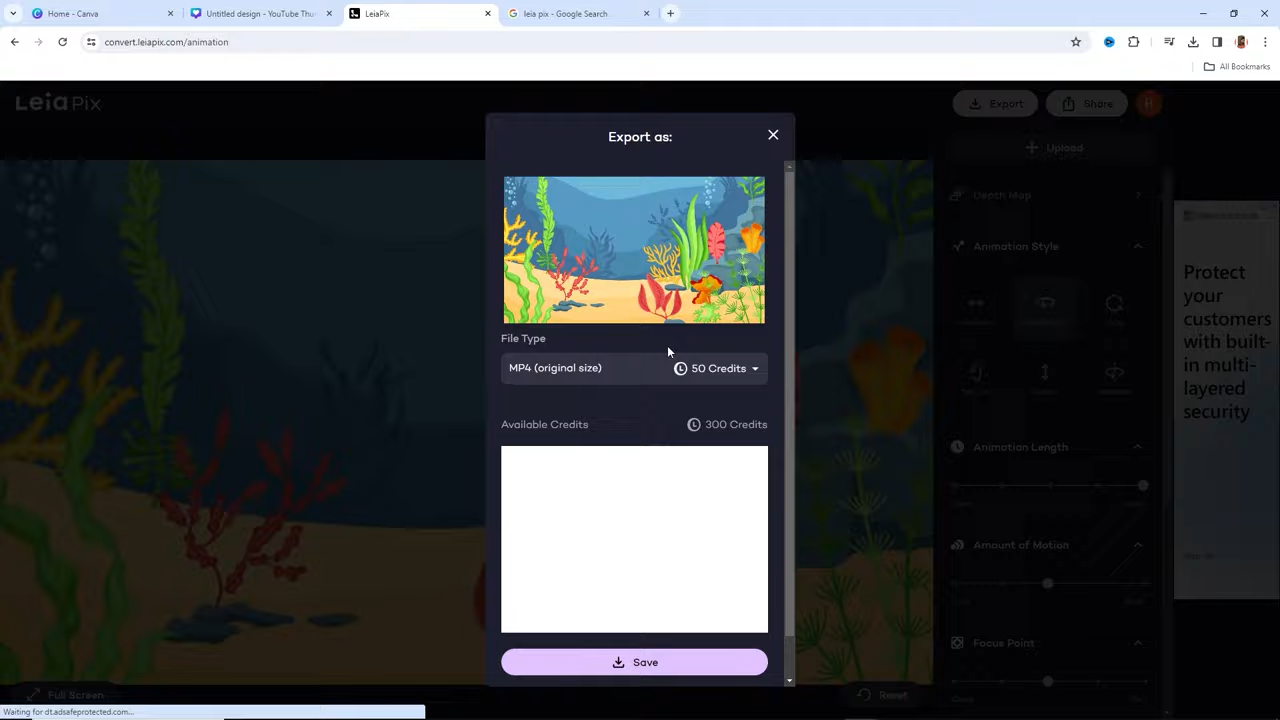 Home - Canva
Untitled design - YouTube Thu
LeiaPix
leia pix - Google Search
convert.leiapix.com/animation
All Bookmarks
Leia Pix
Export
Share
Export as:
Upload
Depth Map
?
Animation Style
Protect
your
customers
with built-
in multi-
layered
security
File Type
MP4 (original size)
50 Credits
Available Credits
300 Credits
Animation Length
Amount of Motion
Focus Point
Save
Full Screen
Reset
Waiting for dt.adsafeprotected.com...